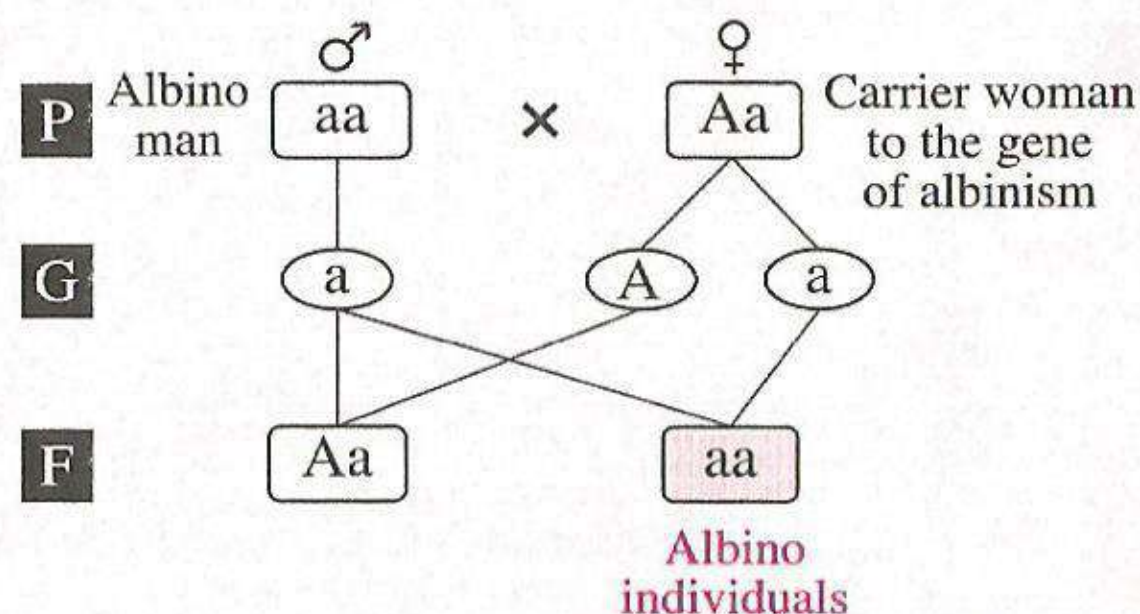 ♂ ♀
P Albino man aa × Aa Carrier woman to the gene of albinism
G a A a
F Aa aa
Albino
individuals